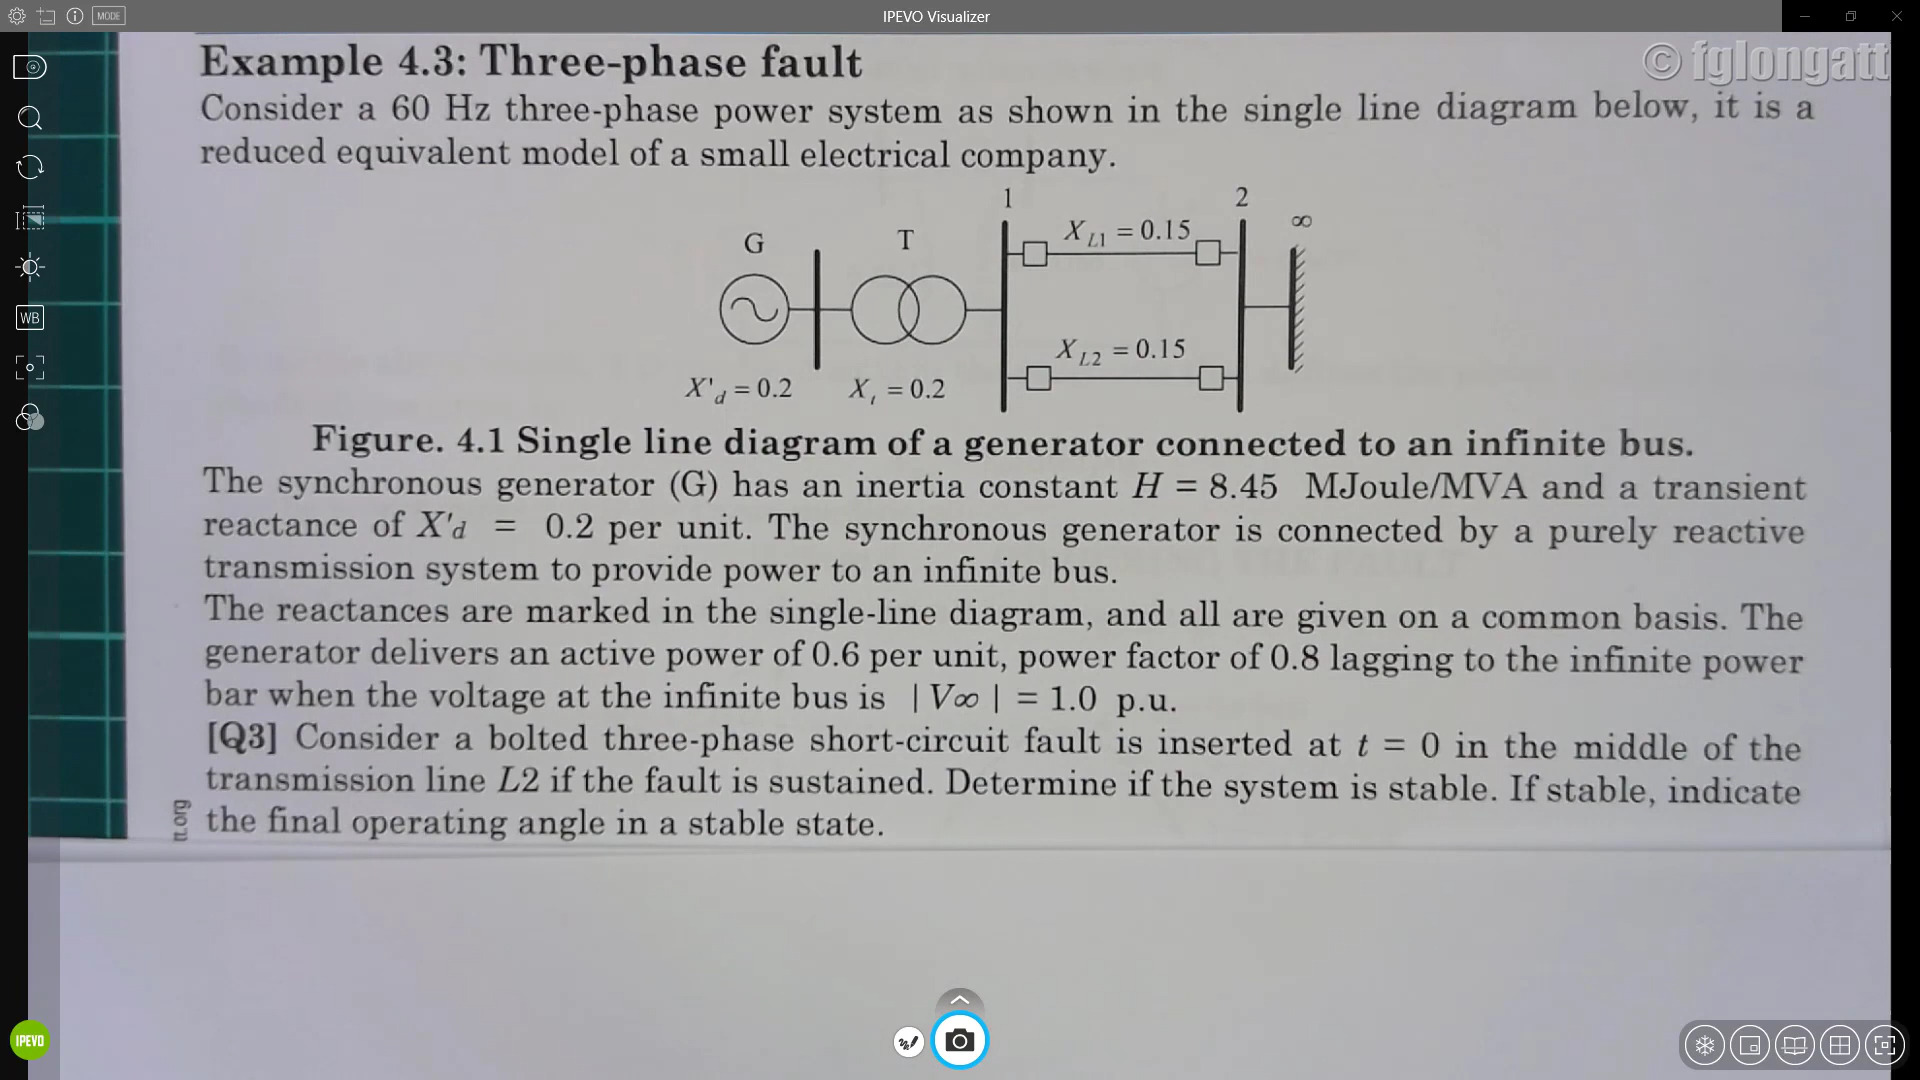 MODE
IPEVO Visualizer
© fglongatt
Example 4.3: Three-phase fault
Consider a 60 Hz three-phase power system as shown in the single line diagram below, it is a
reduced equivalent model of a small electrical company.
1
2
∞
G
T
X_L1 = 0.15
X_L2 = 0.15
X'_d = 0.2
X_t = 0.2
WB
Figure. 4.1 Single line diagram of a generator connected to an infinite bus.
The synchronous generator (G) has an inertia constant H = 8.45 MJoule/MVA and a transient
reactance of X'd = 0.2 per unit. The synchronous generator is connected by a purely reactive
transmission system to provide power to an infinite bus.
The reactances are marked in the single-line diagram, and all are given on a common basis. The
generator delivers an active power of 0.6 per unit, power factor of 0.8 lagging to the infinite power
bar when the voltage at the infinite bus is |V∞| = 1.0 p.u.
[Q3] Consider a bolted three-phase short-circuit fault is inserted at t = 0 in the middle of the
transmission line L2 if the fault is sustained. Determine if the system is stable. If stable, indicate
the final operating angle in a stable state.
tt.org
IPEVO